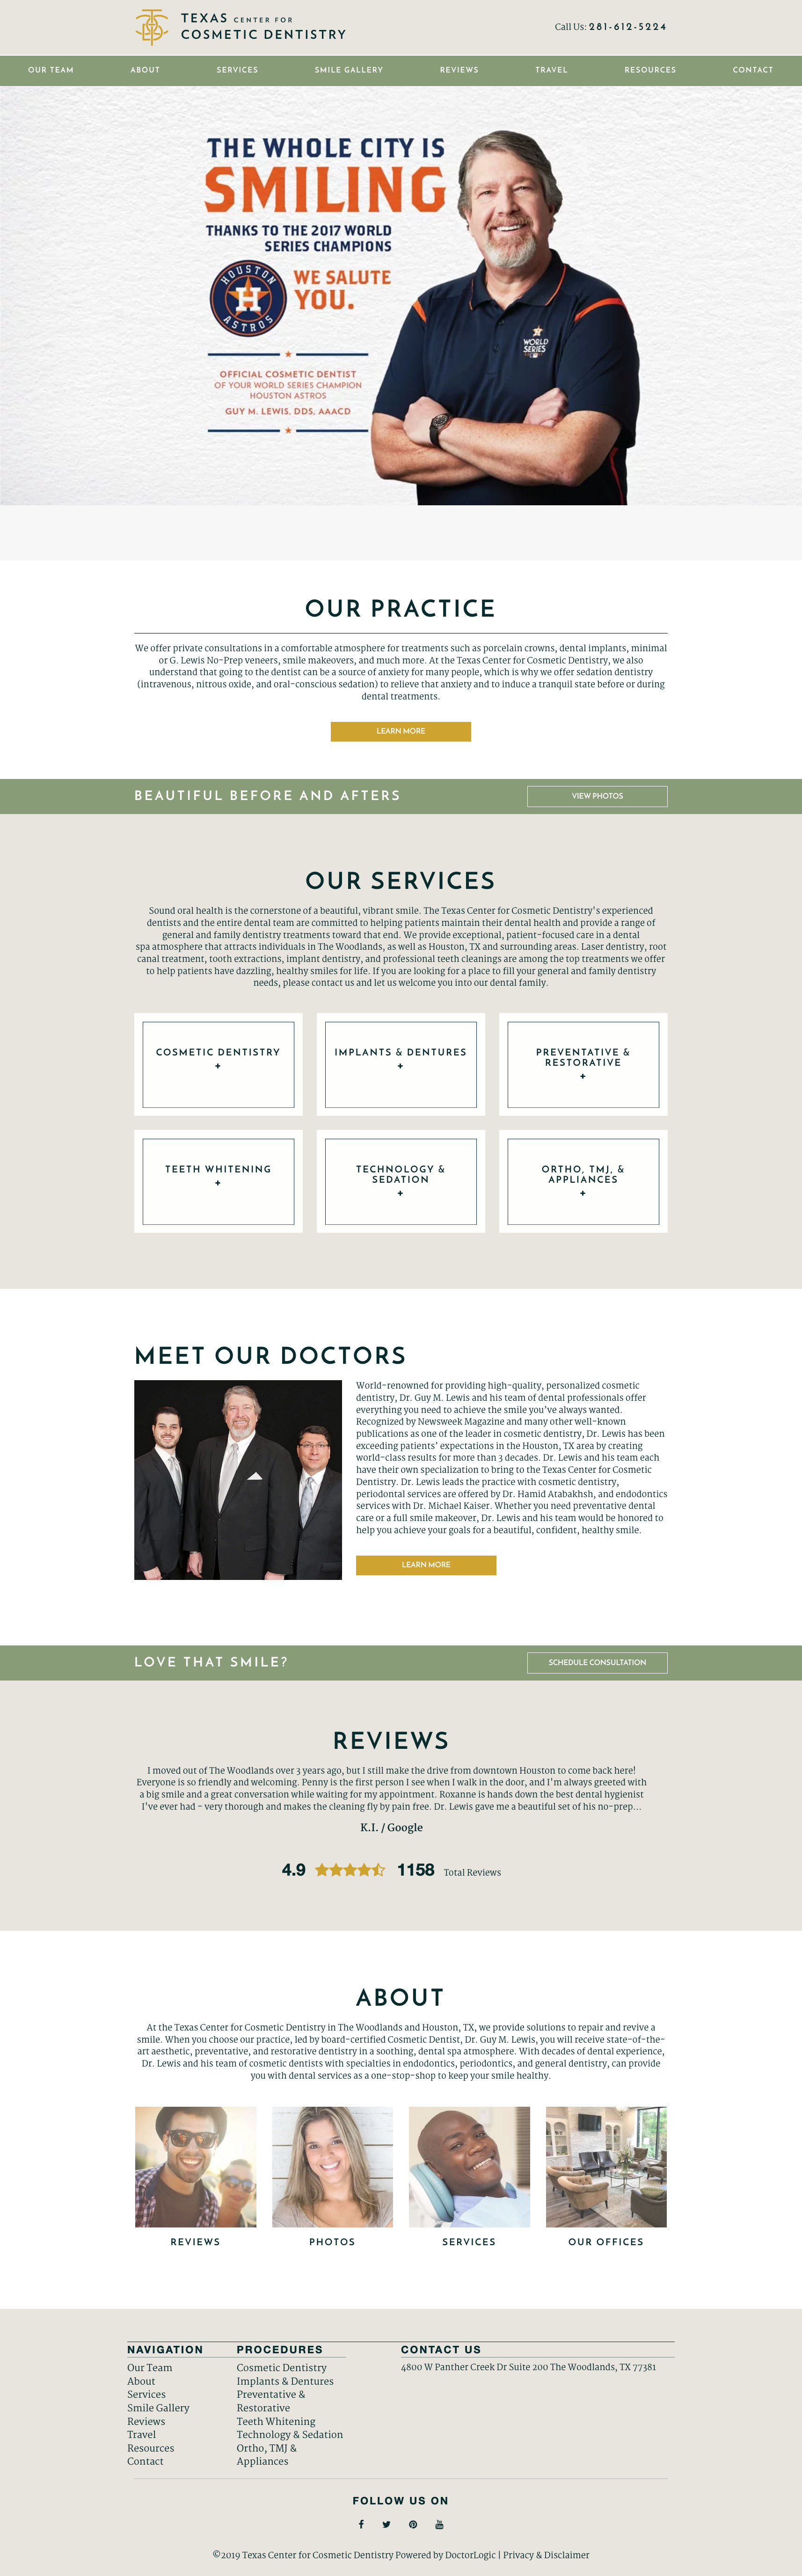 TEXAS CENTER FOR
COSMETIC DENTISTRY
Call Us: 281-612-5224
OUR TEAM ABOUT SERVICES SMILE GALLERY REVIEWS TRAVEL RESOURCES CONTACT
THE WHOLE CITY IS
SMILING
THANKS TO THE 2017 WORLD
SERIES CHAMPIONS
HOUSTON
H
ASTROS
WE SALUTE
YOU.
WORLD
SERIES
OFFICIAL COSMETIC DENTIST
OF YOUR WORLD SERIES CHAMPION
HOUSTON ASTROS
GUY M. LEWIS, DDS, AAACD
OUR PRACTICE
We offer private consultations in a comfortable atmosphere for treatments such as porcelain crowns, dental implants, minimal
or G. Lewis No-Prep veneers, smile makeovers, and much more. At the Texas Center for Cosmetic Dentistry, we also
understand that going to the dentist can be a source of anxiety for many people, which is why we offer sedation dentistry
(intravenous, nitrous oxide, and oral-conscious sedation) to relieve that anxiety and to induce a tranquil state before or during
dental treatments.
LEARN MORE
BEAUTIFUL BEFORE AND AFTERS
VIEW PHOTOS
OUR SERVICES
Sound oral health is the cornerstone of a beautiful, vibrant smile. The Texas Center for Cosmetic Dentistry's experienced
dentists and the entire dental team are committed to helping patients maintain their dental health and provide a range of
general and family dentistry treatments toward that end. We provide exceptional, patient-focused care in a dental
spa atmosphere that attracts individuals in The Woodlands, as well as Houston, TX and surrounding areas. Laser dentistry, root
canal treatment, tooth extractions, implant dentistry, and professional teeth cleanings are among the top treatments we offer
to help patients have dazzling, healthy smiles for life. If you are looking for a place to fill your general and family dentistry
needs, please contact us and let us welcome you into our dental family.
COSMETIC DENTISTRY
+
IMPLANTS & DENTURES
+
PREVENTATIVE &
RESTORATIVE
+
TEETH WHITENING
+
TECHNOLOGY &
SEDATION
+
ORTHO, TMJ, &
APPLIANCES
+
MEET OUR DOCTORS
World-renowned for providing high-quality, personalized cosmetic
dentistry, Dr. Guy M. Lewis and his team of dental professionals offer
everything you need to achieve the smile you've always wanted.
Recognized by Newsweek Magazine and many other well-known
publications as one of the leader in cosmetic dentistry, Dr. Lewis has been
exceeding patients' expectations in the Houston, TX area by creating
world-class results for more than 3 decades. Dr. Lewis and his team each
have their own specialization to bring to the Texas Center for Cosmetic
Dentistry. Dr. Lewis leads the practice with cosmetic dentistry,
periodontal services are offered by Dr. Hamid Atabakhsh, and endodontics
services with Dr. Michael Kaiser. Whether you need preventative dental
care or a full smile makeover, Dr. Lewis and his team would be honored to
help you achieve your goals for a beautiful, confident, healthy smile.
LEARN MORE
LOVE THAT SMILE?
SCHEDULE CONSULTATION
REVIEWS
I moved out of The Woodlands over 3 years ago, but I still make the drive from downtown Houston to come back here!
Everyone is so friendly and welcoming. Penny is the first person I see when I walk in the door, and I'm always greeted with
a big smile and a great conversation while waiting for my appointment. Roxanne is hands down the best dental hygienist
I've ever had - very thorough and makes the cleaning fly by pain free. Dr. Lewis gave me a beautiful set of his no-prep...
K.I. / Google
4.9 1158 Total Reviews
ABOUT
At the Texas Center for Cosmetic Dentistry in The Woodlands and Houston, TX, we provide solutions to repair and revive a
smile. When you choose our practice, led by board-certified Cosmetic Dentist, Dr. Guy M. Lewis, you will receive state-of-the-
art aesthetic, preventative, and restorative dentistry in a soothing, dental spa atmosphere. With decades of dental experience,
Dr. Lewis and his team of cosmetic dentists with specialties in endodontics, periodontics, and general dentistry, can provide
you with dental services as a one-stop-shop to keep your smile healthy.
REVIEWS PHOTOS SERVICES OUR OFFICES
NAVIGATION
Our Team
About
Services
Smile Gallery
Reviews
Travel
Resources
Contact
PROCEDURES
Cosmetic Dentistry
Implants & Dentures
Preventative &
Restorative
Teeth Whitening
Technology & Sedation
Ortho, TMJ &
Appliances
CONTACT US
4800 W Panther Creek Dr Suite 200 The Woodlands, TX 77381
FOLLOW US ON
©2019 Texas Center for Cosmetic Dentistry Powered by DoctorLogic | Privacy & Disclaimer